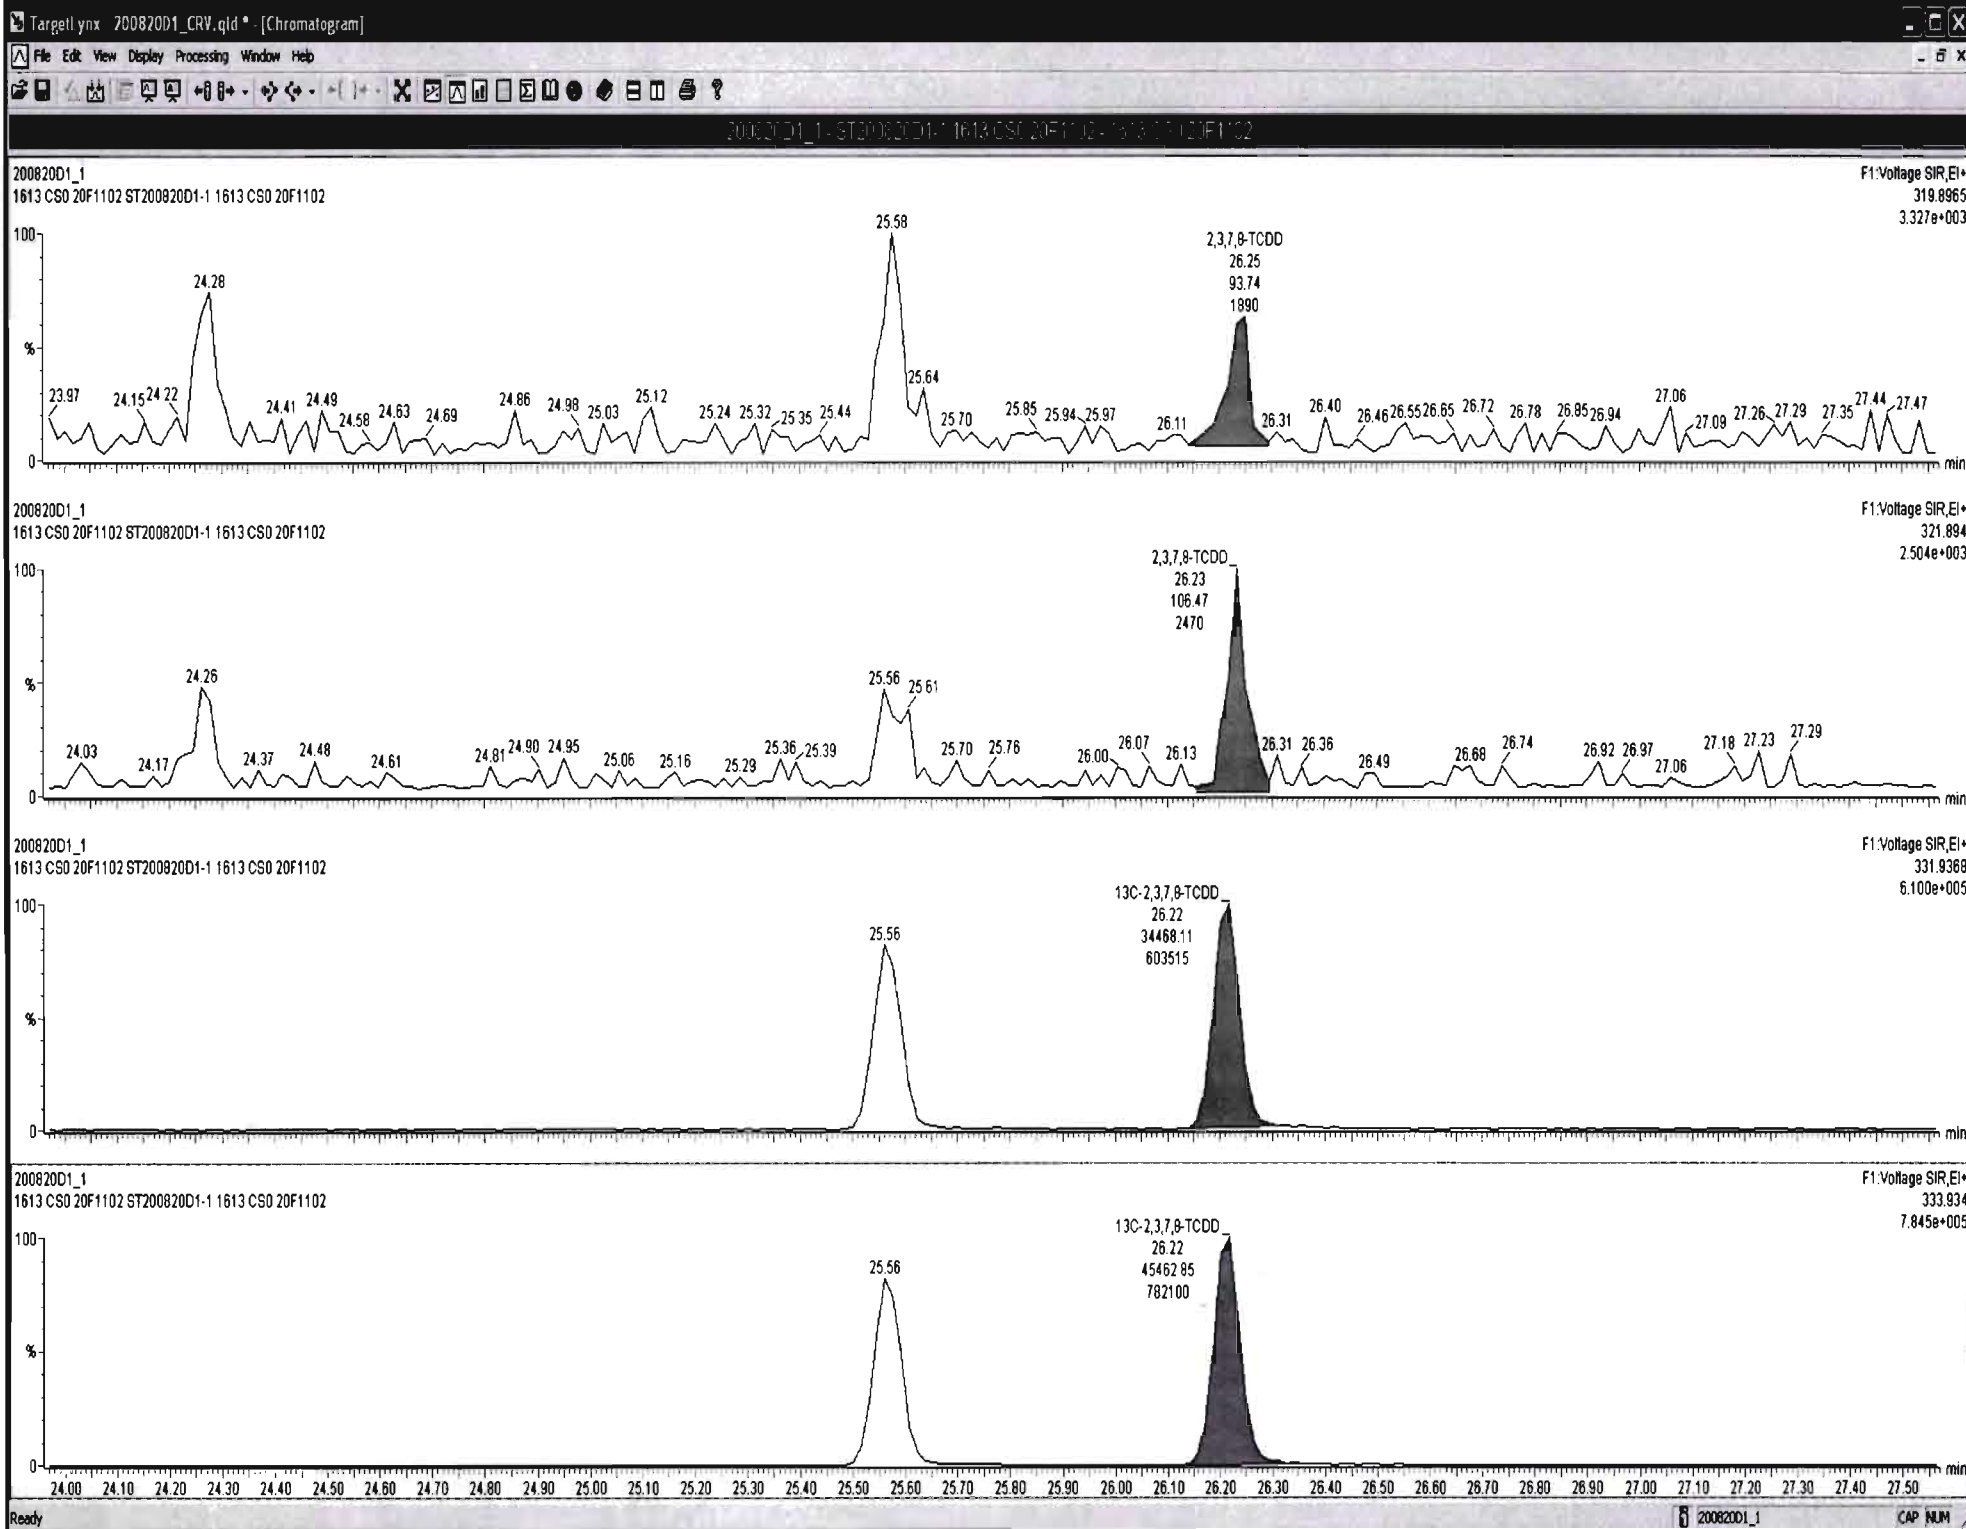 TargetLynx 200820D1_CRV.qld * - [Chromatogram]
File Edit View Display Processing Window Help
200820D1_1 - ST200820D1-1 1613 CS0 20F1102 - 1613 CS0 20F1102
200820D1_1
F1:Voltage SIR,EI+
1613 CS0 20F1102 ST200820D1-1 1613 CS0 20F1102
319.8965
3.327e+003
100
%
0
23.97 24.15 24.22 24.28 24.41 24.49 24.58 24.63 24.69 24.86 24.98 25.03 25.12 25.24 25.32 25.35 25.44 25.58 25.64 25.70 25.85 25.94 25.97 26.11
2,3,7,8-TCDD
26.25
93.74
1890
26.31 26.40 26.46 26.55 26.65 26.72 26.78 26.85 26.94 27.06 27.09 27.26 27.29 27.35 27.44 27.47
min
200820D1_1
F1:Voltage SIR,EI+
1613 CS0 20F1102 ST200820D1-1 1613 CS0 20F1102
321.894
2.504e+003
100
%
0
24.03 24.17 24.26 24.37 24.48 24.61 24.81 24.90 24.95 25.06 25.16 25.29 25.36 25.39 25.56 25.61 25.70 25.76 26.00 26.07 26.13
2,3,7,8-TCDD
26.23
106.47
2470
26.31 26.36 26.49 26.68 26.74 26.92 26.97 27.06 27.18 27.23 27.29
min
200820D1_1
F1:Voltage SIR,EI+
1613 CS0 20F1102 ST200820D1-1 1613 CS0 20F1102
331.9368
6.100e+005
100
%
0
25.56
13C-2,3,7,8-TCDD
26.22
34468.11
603515
min
200820D1_1
F1:Voltage SIR,EI+
1613 CS0 20F1102 ST200820D1-1 1613 CS0 20F1102
333.934
7.845e+005
100
%
0
25.56
13C-2,3,7,8-TCDD
26.22
45462.85
782100
min
24.00 24.10 24.20 24.30 24.40 24.50 24.60 24.70 24.80 24.90 25.00 25.10 25.20 25.30 25.40 25.50 25.60 25.70 25.80 25.90 26.00 26.10 26.20 26.30 26.40 26.50 26.60 26.70 26.80 26.90 27.00 27.10 27.20 27.30 27.40 27.50
Ready
200820D1_1
CAP NUM